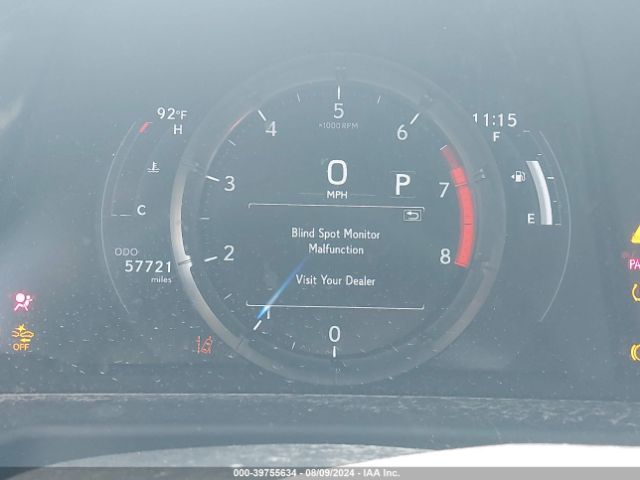 92°F
11:15
H
F
C
E
ODO
57721
miles
5
×1000 RPM
4
6
3
7
2
8
1
0
0
MPH
P
Blind Spot Monitor
Malfunction
Visit Your Dealer
OFF
000-39755634 - 08/09/2024 - IAA Inc.